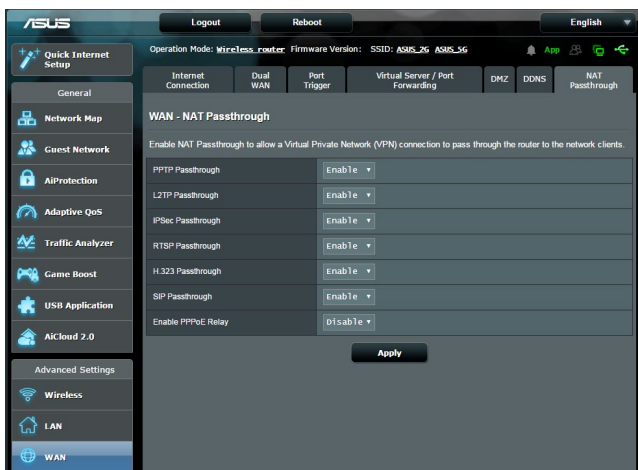 ASUS Logout Reboot English
Quick Internet Setup
Operation Mode: Wireless router Firmware Version: SSID: ASUS_2G ASUS_5G App
Internet Connection Dual WAN Port Trigger Virtual Server / Port Forwarding DMZ DDNS NAT Passthrough
General
Network Map
Guest Network
AiProtection
Adaptive QoS
Traffic Analyzer
Game Boost
USB Application
AiCloud 2.0
Advanced Settings
Wireless
LAN
WAN
WAN - NAT Passthrough
Enable NAT Passthrough to allow a Virtual Private Network (VPN) connection to pass through the router to the network clients.
PPTP Passthrough Enable
L2TP Passthrough Enable
IPSec Passthrough Enable
RTSP Passthrough Enable
H.323 Passthrough Enable
SIP Passthrough Enable
Enable PPPoE Relay Disable
Apply